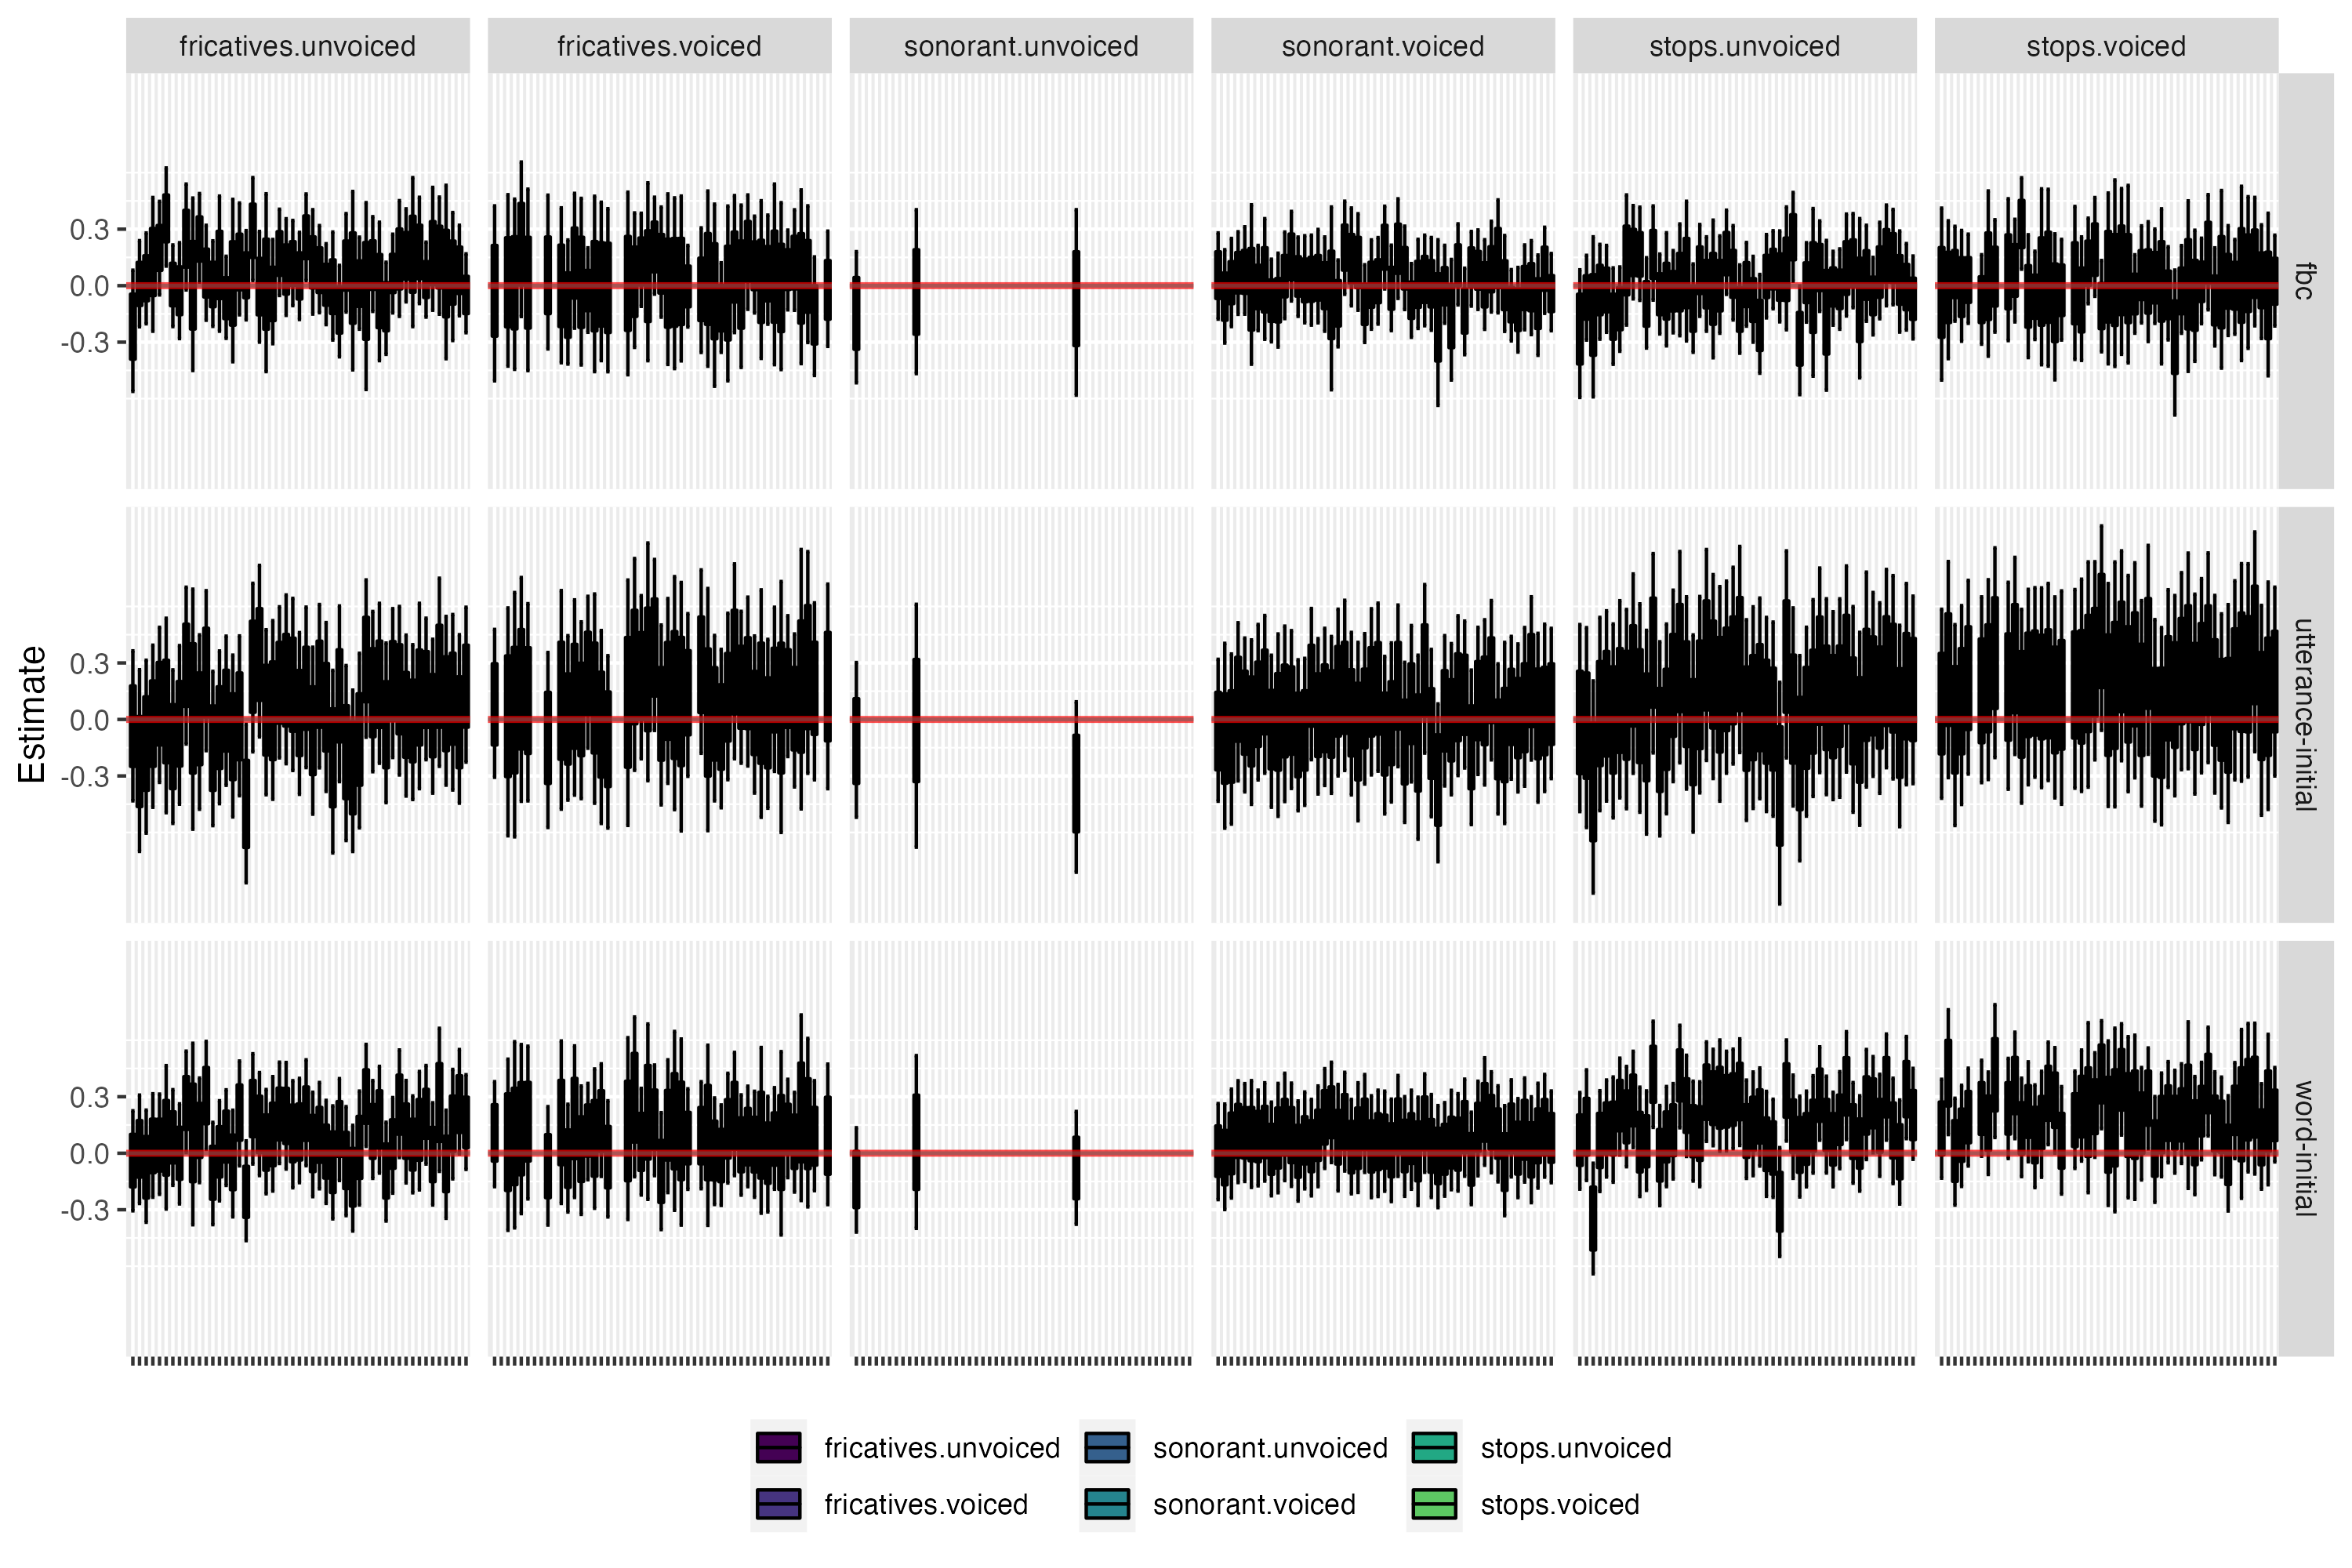 fricatives.unvoiced fricatives.voiced sonorant.unvoiced sonorant.voiced stops.unvoiced stops.voiced
0.3
0.0
-0.3
fbc
0.3
0.0
-0.3
utterance-initial
0.3
0.0
-0.3
word-initial
Estimate
fricatives.unvoiced sonorant.unvoiced stops.unvoiced
fricatives.voiced sonorant.voiced stops.voiced